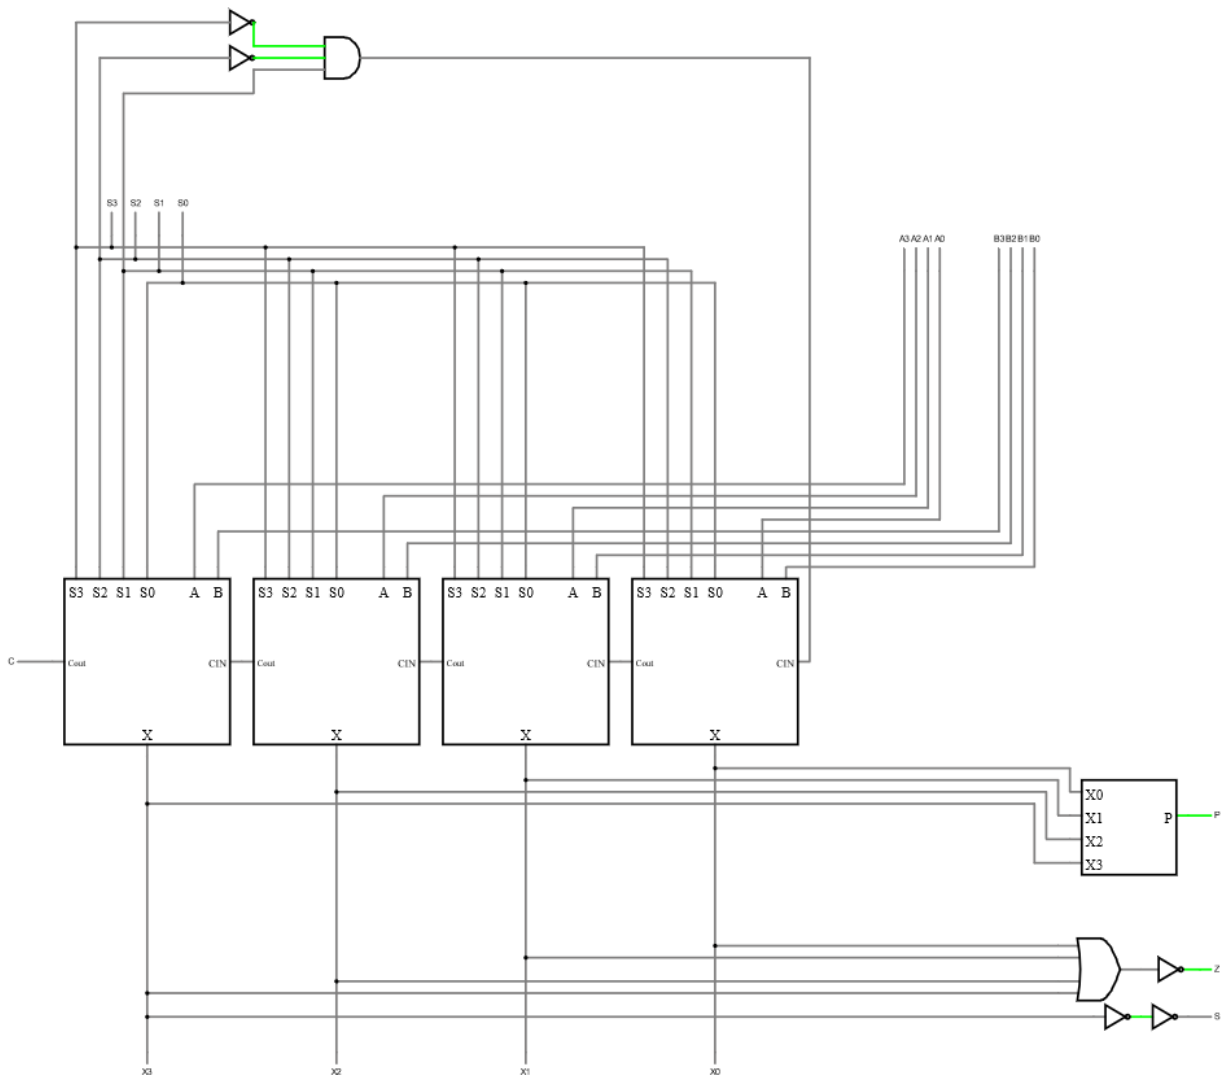 S3 S2 S1 S0
A3 A2 A1 A0 B3 B2 B1 B0
S3 S2 S1 S0 A B S3 S2 S1 S0 A B S3 S2 S1 S0 A B S3 S2 S1 S0 A B
C Cout CIN Cout CIN Cout CIN Cout CIN
X X X X
X0
X1 P P
X2
X3
Z
S
X3 X2 X1 X0